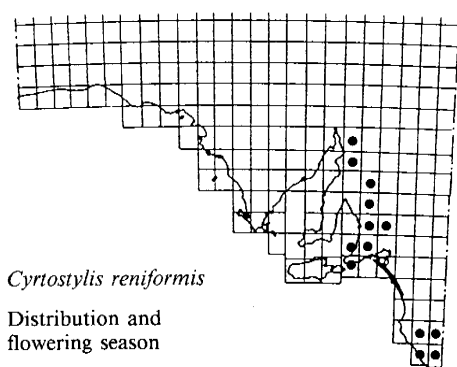 Cyrtostylis reniformis
Distribution and
flowering season